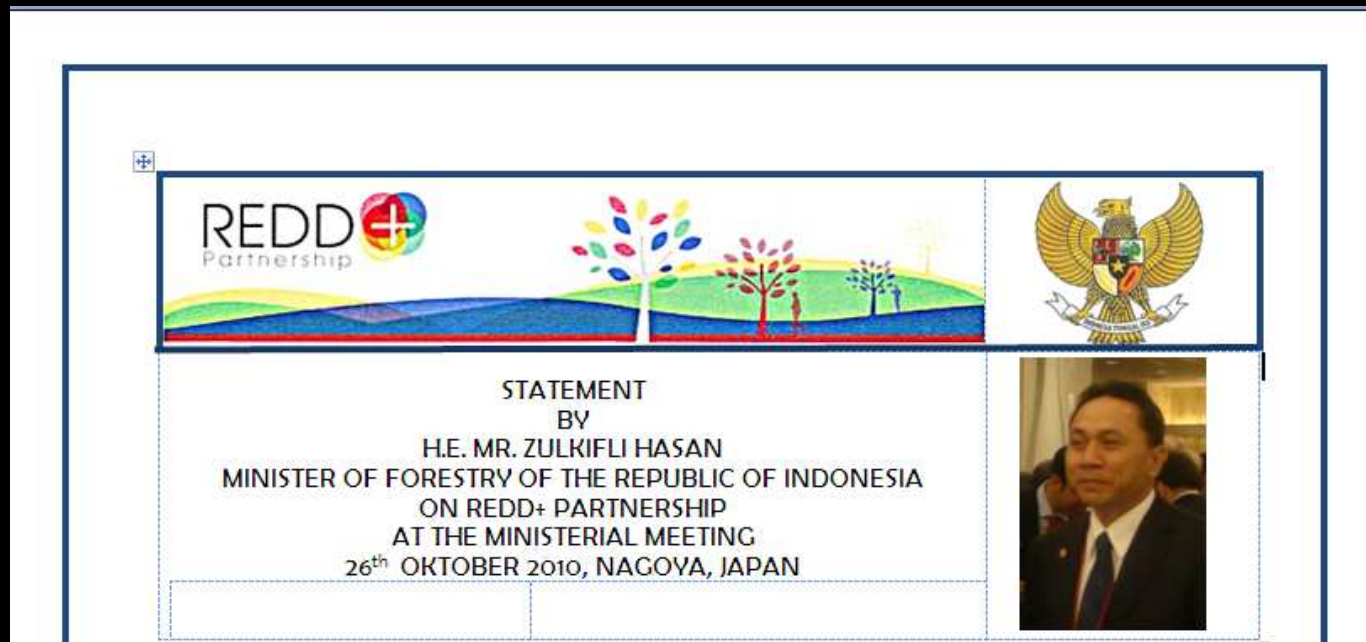 REDD+
Partnership
STATEMENT
BY
H.E. MR. ZULKIFLI HASAN
MINISTER OF FORESTRY OF THE REPUBLIC OF INDONESIA
ON REDD+ PARTNERSHIP
AT THE MINISTERIAL MEETING
26th OKTOBER 2010, NAGOYA, JAPAN